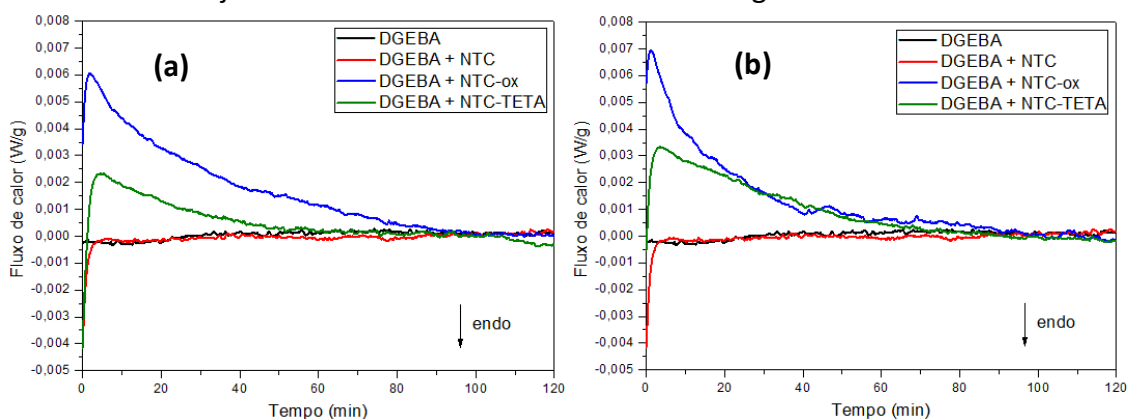 (a)
DGEBA
DGEBA + NTC
DGEBA + NTC-ox
DGEBA + NTC-TETA
Fluxo de calor (W/g)
0,008
0,007
0,006
0,005
0,004
0,003
0,002
0,001
0,000
-0,001
-0,002
-0,003
-0,004
-0,005
endo
0 20 40 60 80 100 120
Tempo (min)
(b)
DGEBA
DGEBA + NTC
DGEBA + NTC-ox
DGEBA + NTC-TETA
Fluxo de calor (W/g)
0,008
0,007
0,006
0,005
0,004
0,003
0,002
0,001
0,000
-0,001
-0,002
-0,003
-0,004
-0,005
endo
0 20 40 60 80 100 120
Tempo (min)